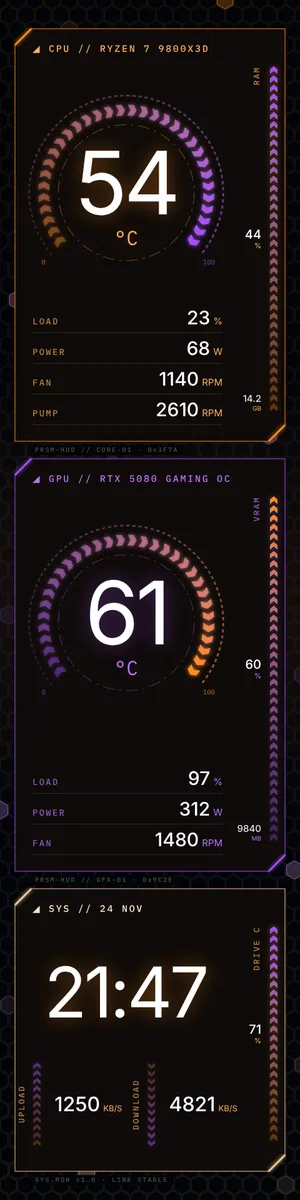 CPU // RYZEN 7 9800X3D
RAM
54
°C
0
100
44
%
LOAD 23 %
POWER 68 W
FAN 1140 RPM
PUMP 2610 RPM
14.2
GB
PRSM-HUD // CORE-01 · 0x3F7A
GPU // RTX 5080 GAMING OC
VRAM
61
°C
0
100
60
%
LOAD 97 %
POWER 312 W
FAN 1480 RPM
9840
MB
PRSM-HUD // GFX-01 · 0x9C2E
SYS // 24 NOV
DRIVE C
21:47
71
%
UPLOAD
1250 KB/S
DOWNLOAD
4821 KB/S
SYS.MON v1.0 · LINK STABLE